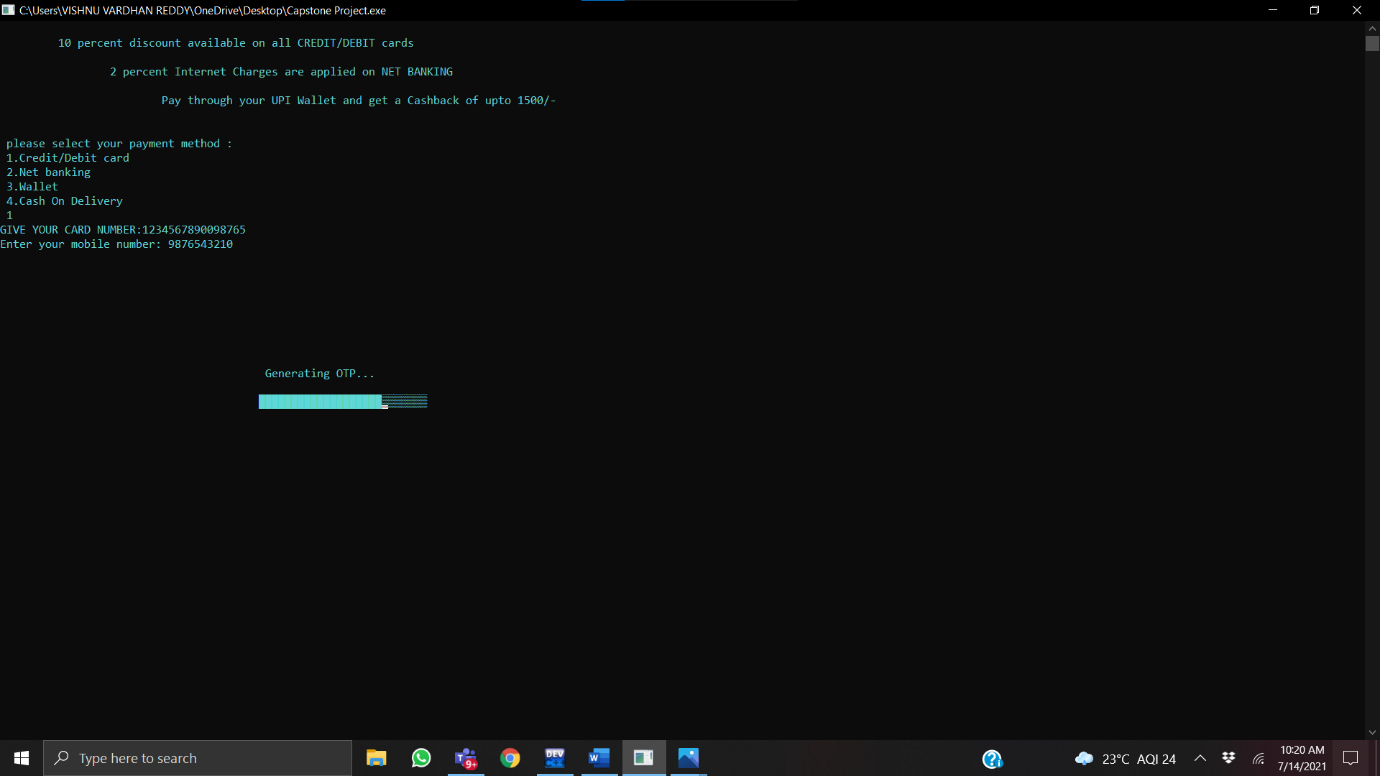 C:\Users\VISHNU VARDHAN REDDY\OneDrive\Desktop\Capstone Project.exe
10 percent discount available on all CREDIT/DEBIT cards
2 percent Internet Charges are applied on NET BANKING
Pay through your UPI Wallet and get a Cashback of upto 1500/-
please select your payment method :
1.Credit/Debit card
2.Net banking
3.Wallet
4.Cash On Delivery
1
GIVE YOUR CARD NUMBER:1234567890098765
Enter your mobile number: 9876543210
Generating OTP...
Type here to search
9+
DEV
C++
W
23°C AQI 24
10:20 AM
7/14/2021